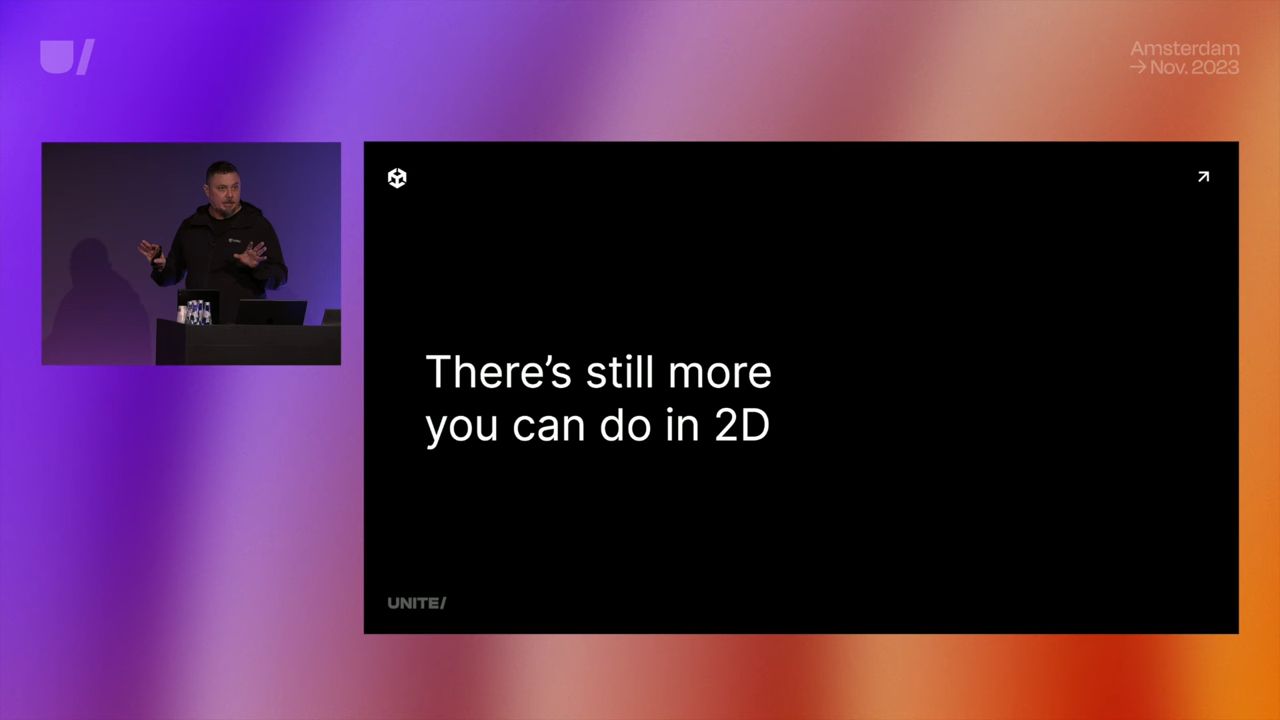 Amsterdam
→ Nov. 2023
There's still more
you can do in 2D
UNITE/